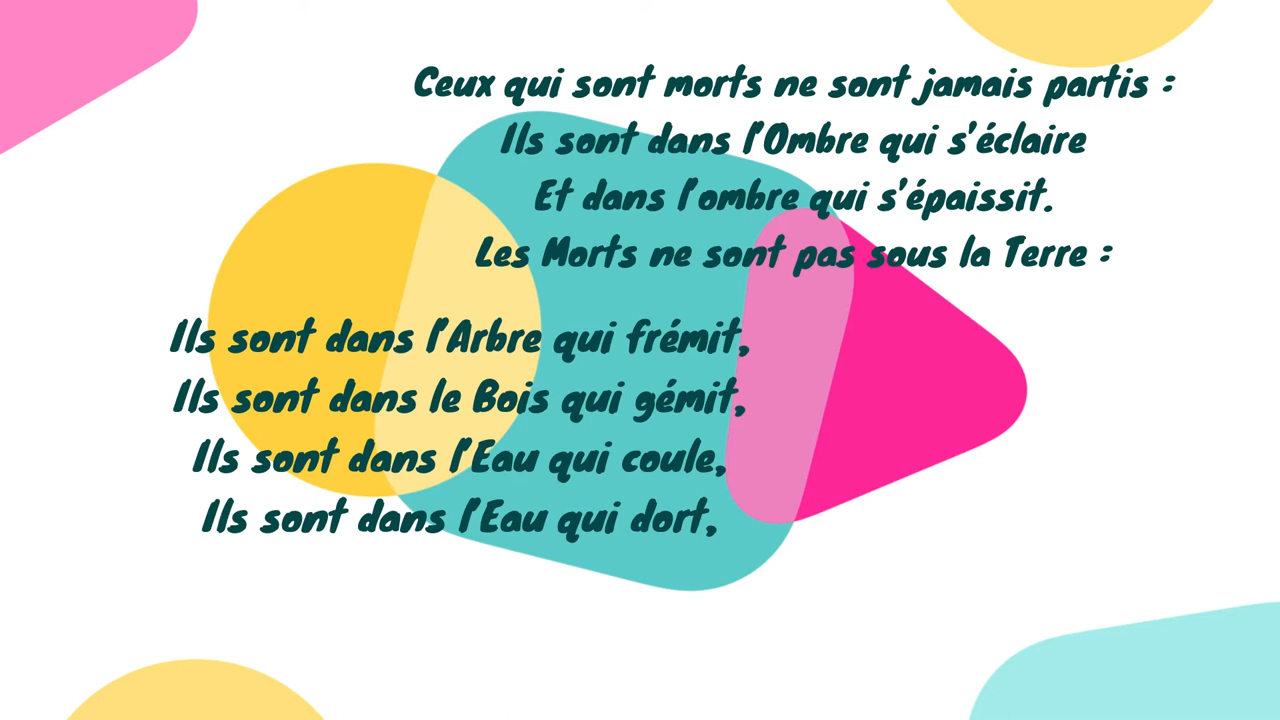 Ceux qui sont morts ne sont jamais partis :
Ils sont dans l'Ombre qui s'éclaire
Et dans l'ombre qui s'épaissit.
Les Morts ne sont pas sous la Terre :
Ils sont dans l'Arbre qui frémit,
Ils sont dans le Bois qui gémit,
Ils sont dans l'Eau qui coule,
Ils sont dans l'Eau qui dort,